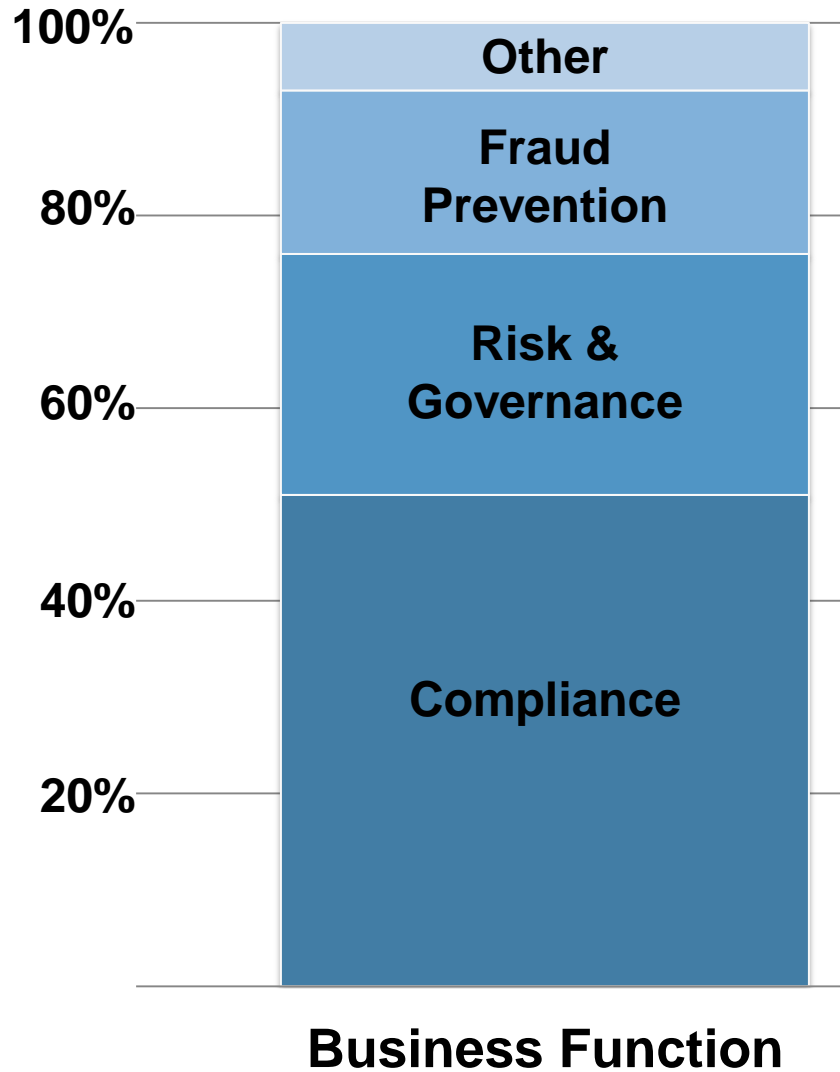 100%
Other
Fraud
Prevention
80%
Risk &
Governance
60%
40%
Compliance
20%
Business Function